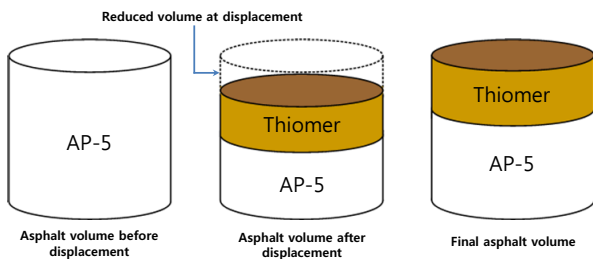 Reduced volume at displacement
AP-5
Thiomer
AP-5
Thiomer
AP-5
Asphalt volume before
displacement
Asphalt volume after
displacement
Final asphalt volume